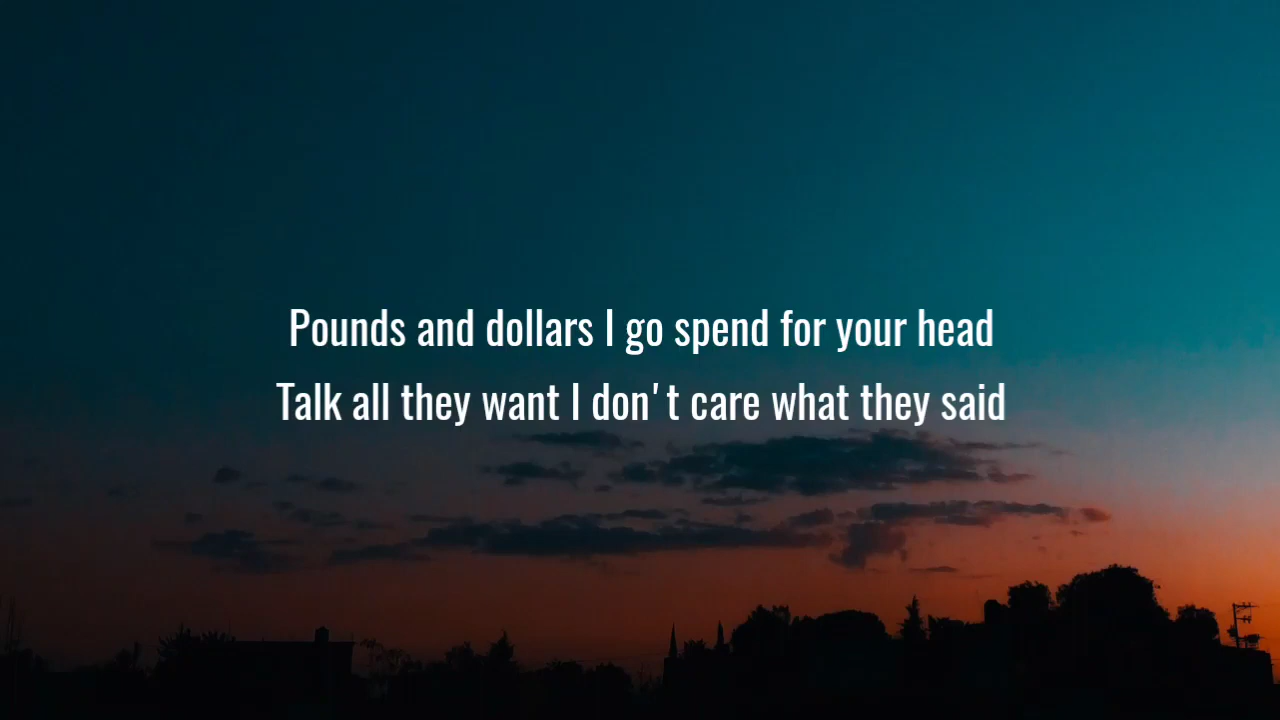 Pounds and dollars I go spend for your head
Talk all they want I don't care what they said